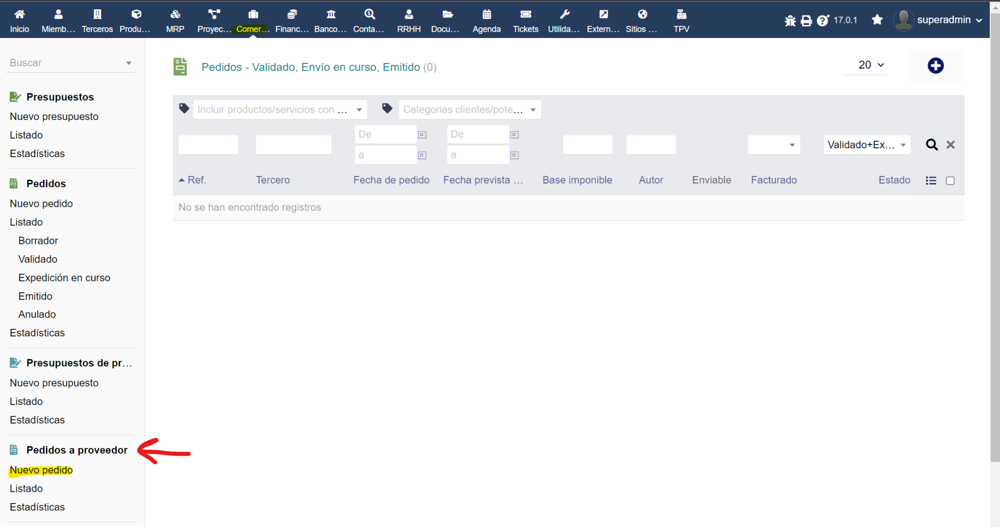 Inicio Miemb... Terceros Produ... MRP Proyec... Comer... Financ... Banco... Conta... RRHH Docu... Agenda Tickets Utilida... Extern... Sitios ... TPV 17.0.1 superadmin
Buscar
Presupuestos
Nuevo presupuesto
Listado
Estadísticas
Pedidos
Nuevo pedido
Listado
Borrador
Validado
Expedición en curso
Emitido
Anulado
Estadísticas
Presupuestos de pr...
Nuevo presupuesto
Listado
Estadísticas
Pedidos a proveedor
Nuevo pedido
Listado
Estadísticas
Pedidos - Validado, Envío en curso, Emitido (0)
20
Incluir productos/servicios con ... Categorias clientes/pote...
De De
a a
Validado+Ex...
Ref. Tercero Fecha de pedido Fecha prevista ... Base imponible Autor Enviable Facturado Estado
No se han encontrado registros